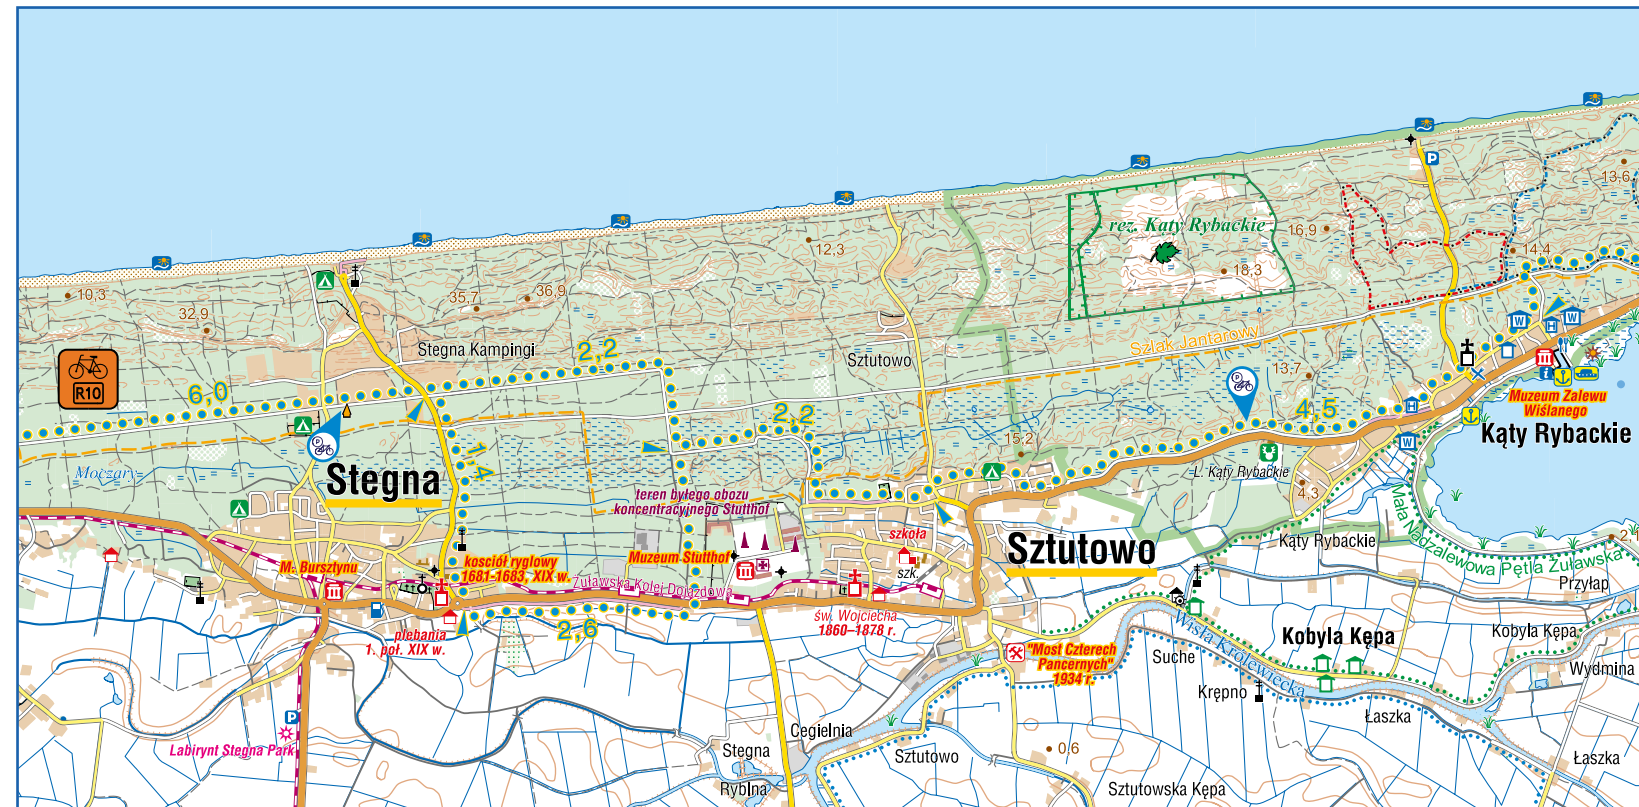 rez. Kąty Rybackie
16,9
13,6
12,3
14,4
18,3
10,3
35,7
36,9
32,9
Szlak Jantarowy
Stegna Kampingi
2,2
Sztutowo
13,7
R10
6,0
2,2
4,5
Muzeum Zalewu
Wiślanego
Kąty Rybackie
1,4
15,2
Moczary
Stegna
L. Kąty Rybackie
4,3
teren byłego obozu
koncentracyjnego Stutthof
Mała Nadzalewowa Pętla Żuławska
szkoła
Sztutowo
Kąty Rybackie
kosciół ryglowy
1681-1683, XIX w.
Muzeum Stutthof
M. Bursztynu
szk.
Żuławska Kolej Dojazdowa
Przyłap
św. Wojciecha
1860–1878 r.
2,6
plebania
1. poł. XIX w.
Wisła Królewiecka
Kobyla Kępa
Kobyla Kępa
"Most Czterech
Pancernych"
1934 r.
Suche
Wydmina
Krępno
Łaszka
Cegielnia
Labirynt Stegna Park
Stegna
Sztutowo
0,6
Łaszka
Rybina
Sztutowska Kępa